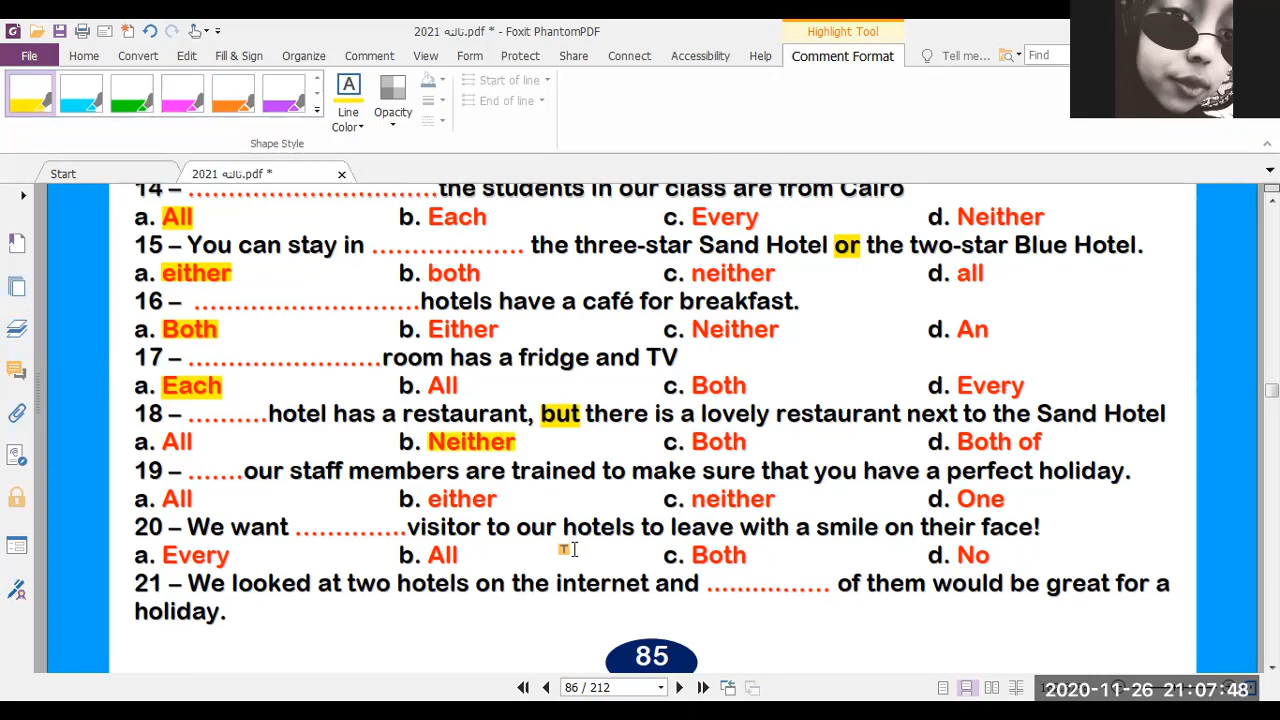 2021 ثالثة.pdf * - Foxit PhantomPDF
Highlight Tool
File Home Convert Edit Fill & Sign Organize Comment View Form Protect Share Connect Accessibility Help Comment Format Tell me... Find
Start of line
End of line
Line Color
Opacity
Shape Style
Start
2021 ثالثة.pdf *
14 – .................................the students in our class are from Cairo
a. All b. Each c. Every d. Neither
15 – You can stay in .................... the three-star Sand Hotel or the two-star Blue Hotel.
a. either b. both c. neither d. all
16 – ..............................hotels have a café for breakfast.
a. Both b. Either c. Neither d. An
17 – .........................room has a fridge and TV
a. Each b. All c. Both d. Every
18 – ..........hotel has a restaurant, but there is a lovely restaurant next to the Sand Hotel
a. All b. Neither c. Both d. Both of
19 – .......our staff members are trained to make sure that you have a perfect holiday.
a. All b. either c. neither d. One
20 – We want ..............visitor to our hotels to leave with a smile on their face!
a. Every b. All c. Both d. No
21 – We looked at two hotels on the internet and ................ of them would be great for a
holiday.
85
86 / 212
2020-11-26 21:07:48